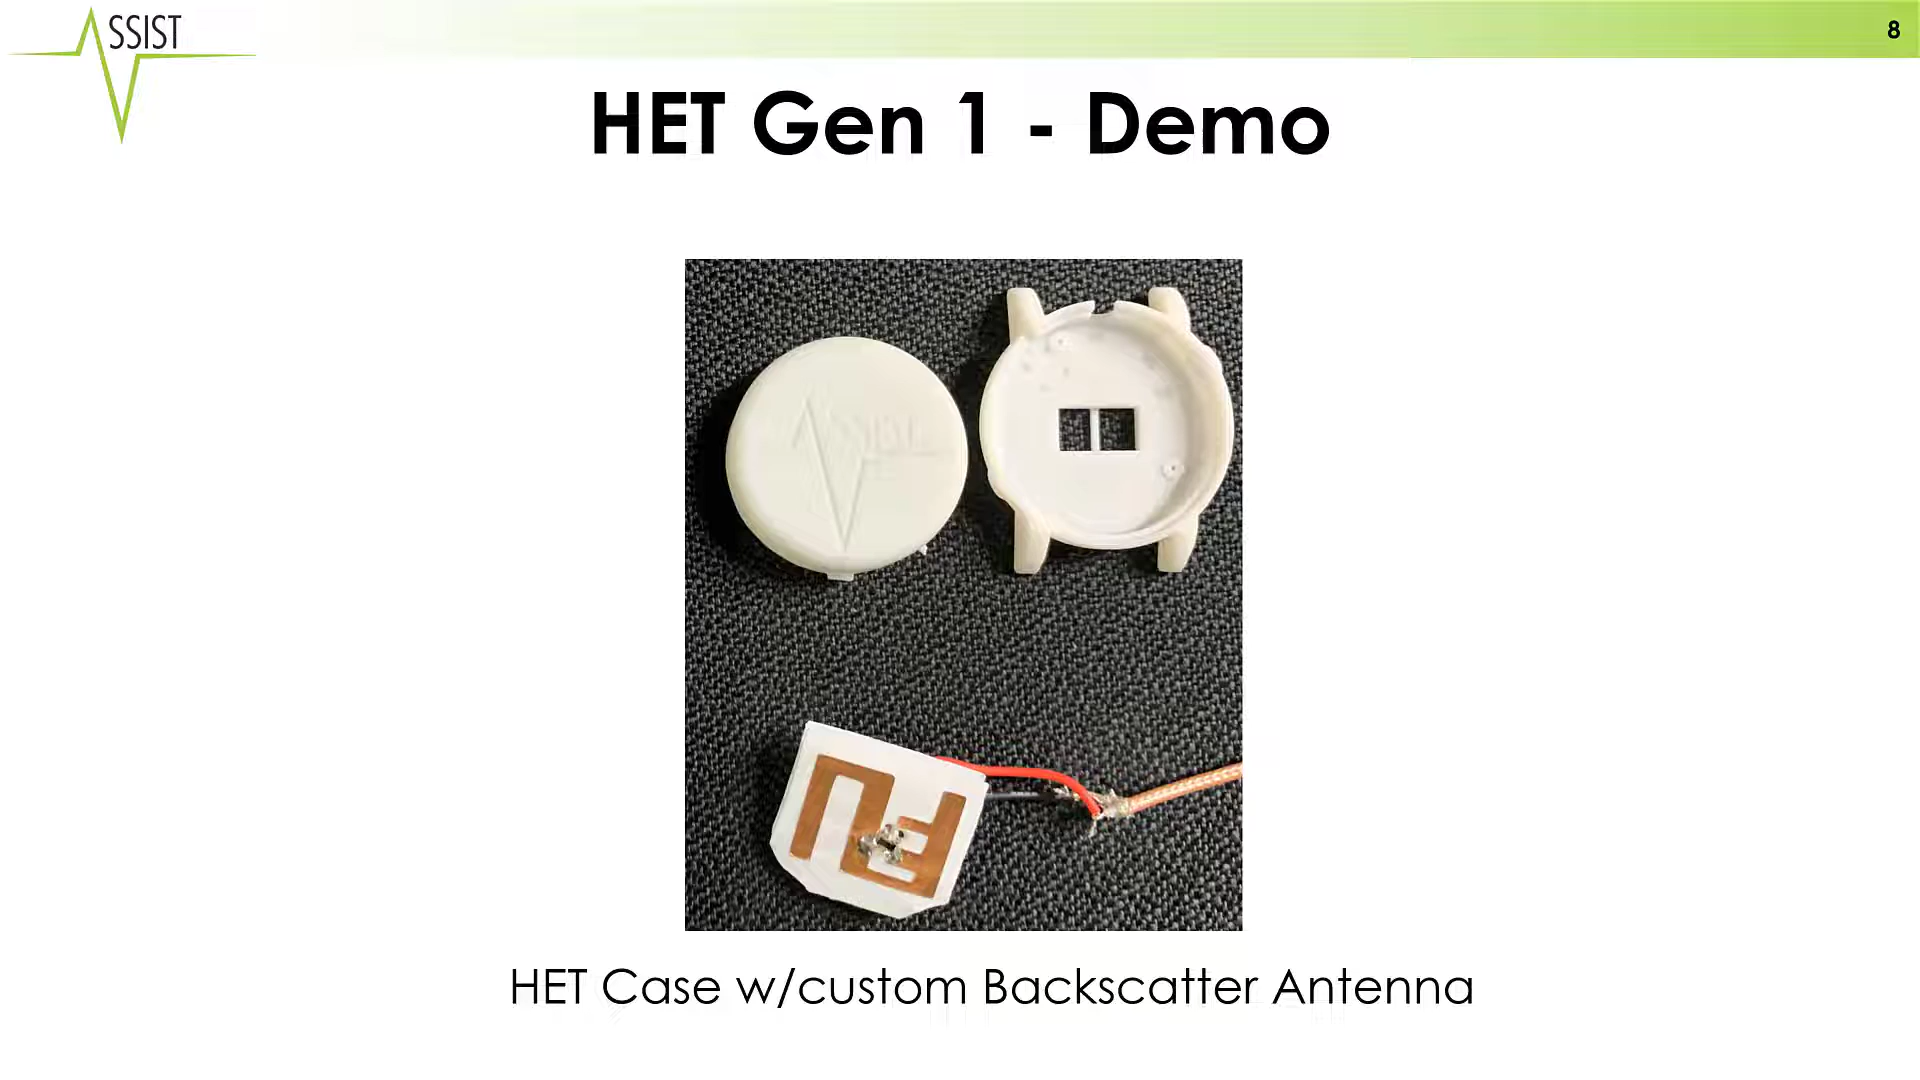 SSIST
8
HET Gen 1 - Demo
HET Case w/custom Backscatter Antenna